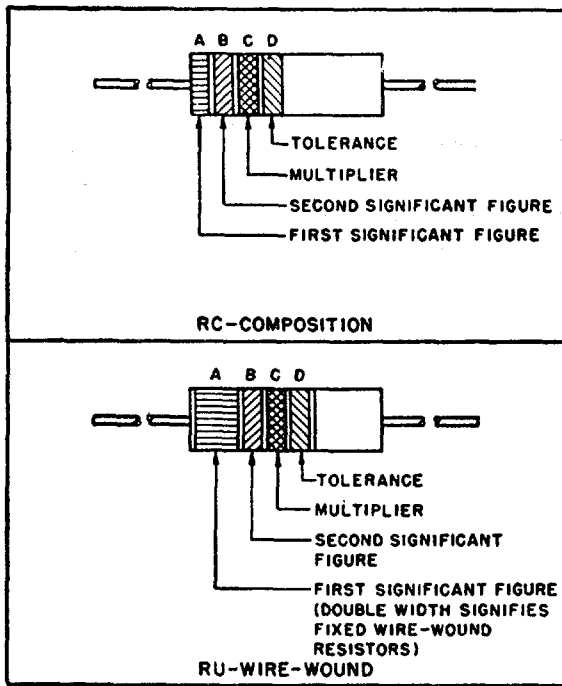 A B C D
TOLERANCE
MULTIPLIER
SECOND SIGNIFICANT FIGURE
FIRST SIGNIFICANT FIGURE
RC-COMPOSITION
A B C D
TOLERANCE
MULTIPLIER
SECOND SIGNIFICANT
FIGURE
FIRST SIGNIFICANT FIGURE
(DOUBLE WIDTH SIGNIFIES
FIXED WIRE-WOUND
RESISTORS)
RU-WIRE-WOUND